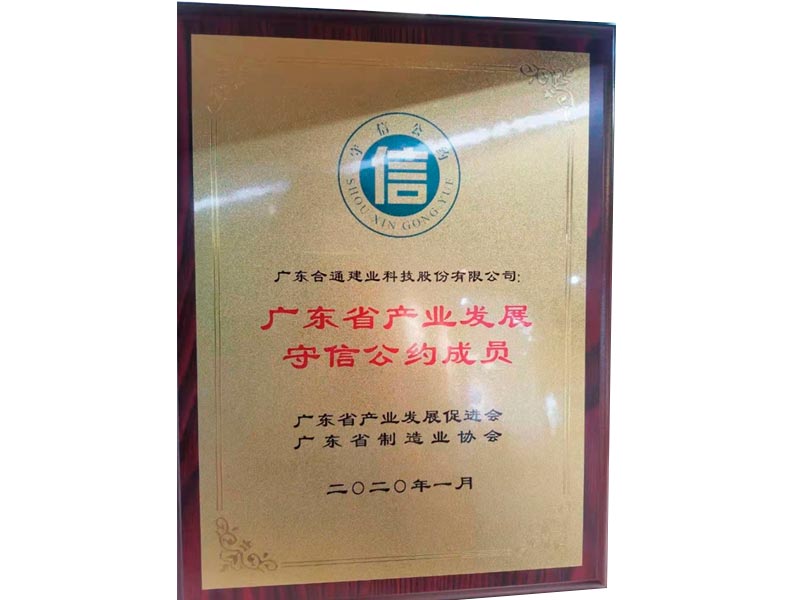 守信公约
信
SHOU XIN GONG YUE
广东合通建业科技股份有限公司:
广东省产业发展
守信公约成员
广东省产业发展促进会
广东省制造业协会
二〇二〇年一月